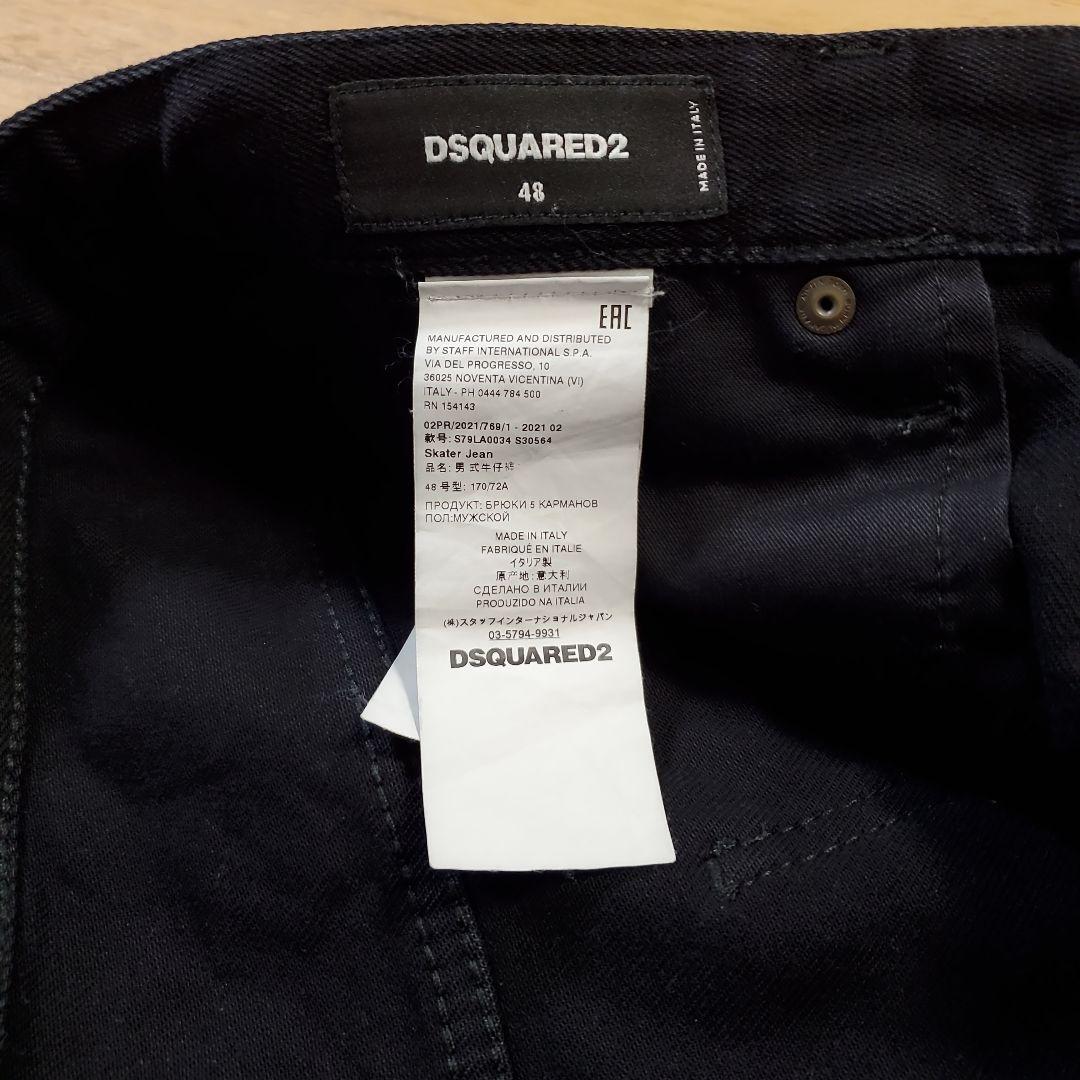 DSQUARED2
48
MADE IN ITALY
EAC
MANUFACTURED AND DISTRIBUTED
BY STAFF INTERNATIONAL S.P.A.
VIA DEL PROGRESSO, 10
36025 NOVENTA VICENTINA (VI)
ITALY - PH 0444 784 500
RN 154143
02PR/2021/769/1 - 2021 02
款号: S79LA0034 S30564
Skater Jean
品名: 男式牛仔裤
48 号型: 170/72A
ПРОДУКТ: БРЮКИ 5 КАРМАНОВ
ПОЛ:МУЖСКОЙ
MADE IN ITALY
FABRIQUÉ EN ITALIE
イタリア製
原产地: 意大利
СДЕЛАНО В ИТАЛИИ
PRODUZIDO NA ITALIA
(株)スタッフインターナショナルジャパン
03-5794-9931
DSQUARED2